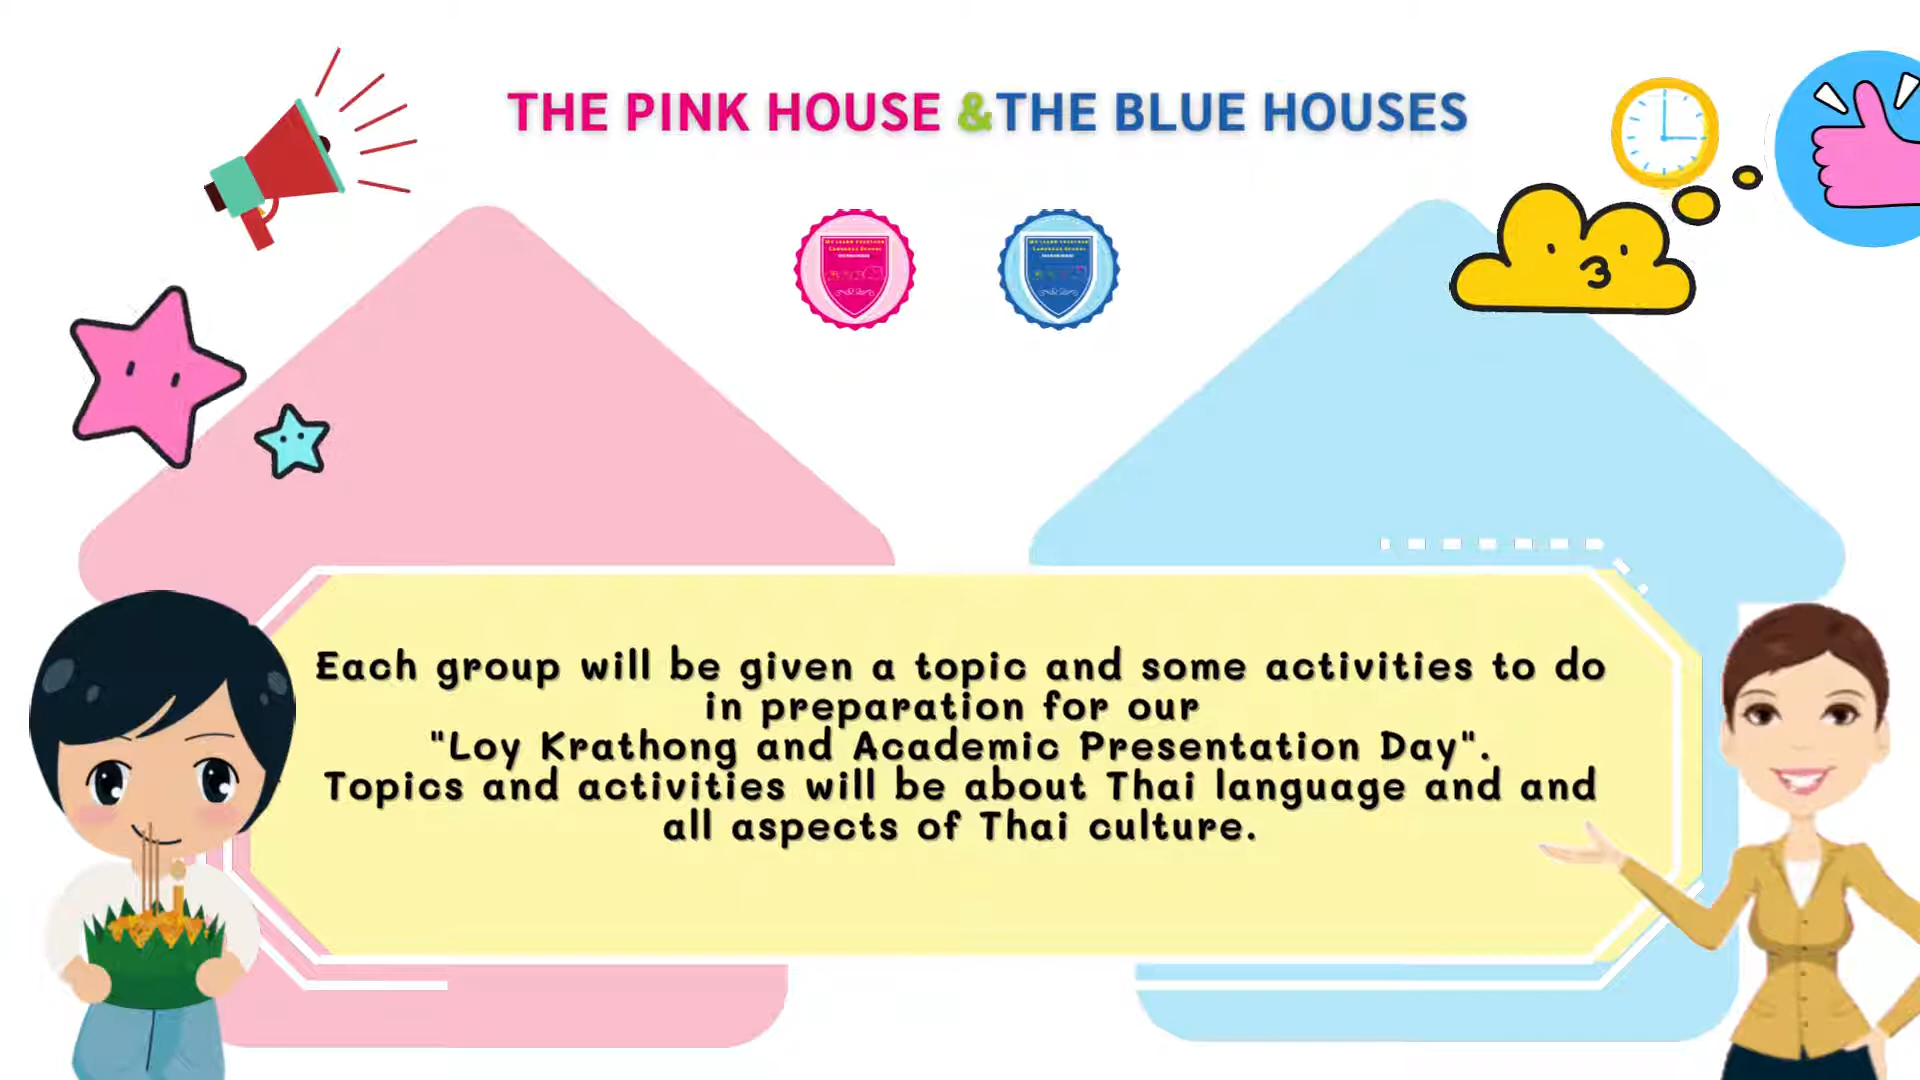 THE PINK HOUSE &THE BLUE HOUSES
Each group will be given a topic and some activities to do
in preparation for our
"Loy Krathong and Academic Presentation Day".
Topics and activities will be about Thai language and and
all aspects of Thai culture.